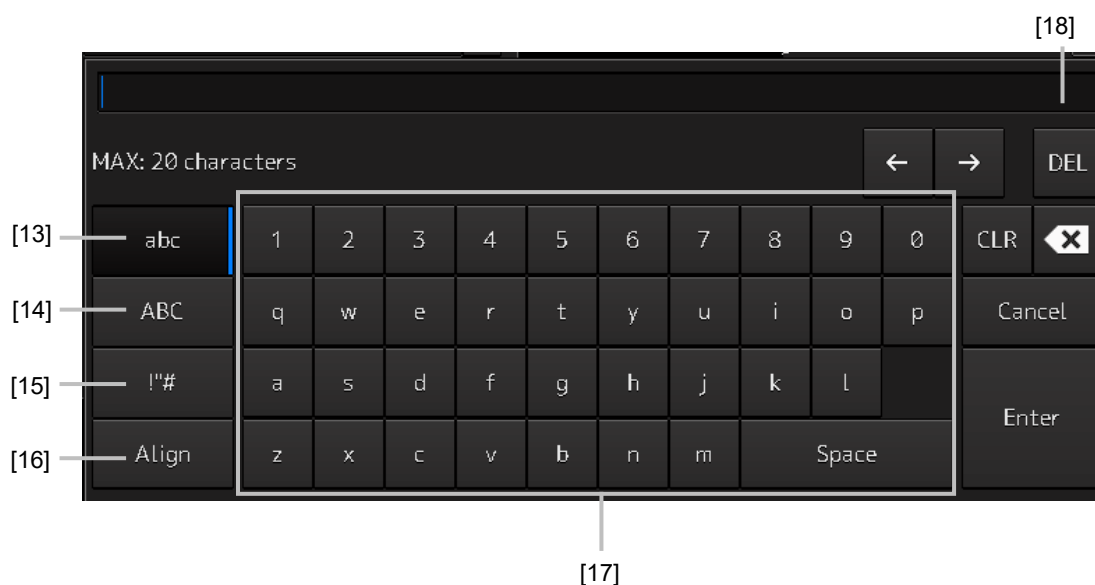 [18]
MAX: 20 characters ← → DEL
[13] abc 1 2 3 4 5 6 7 8 9 0 CLR
[14] ABC q w e r t y u i o p Cancel
[15] !"# a s d f g h j k l
Enter
[16] Align z x c v b n m Space
[17]